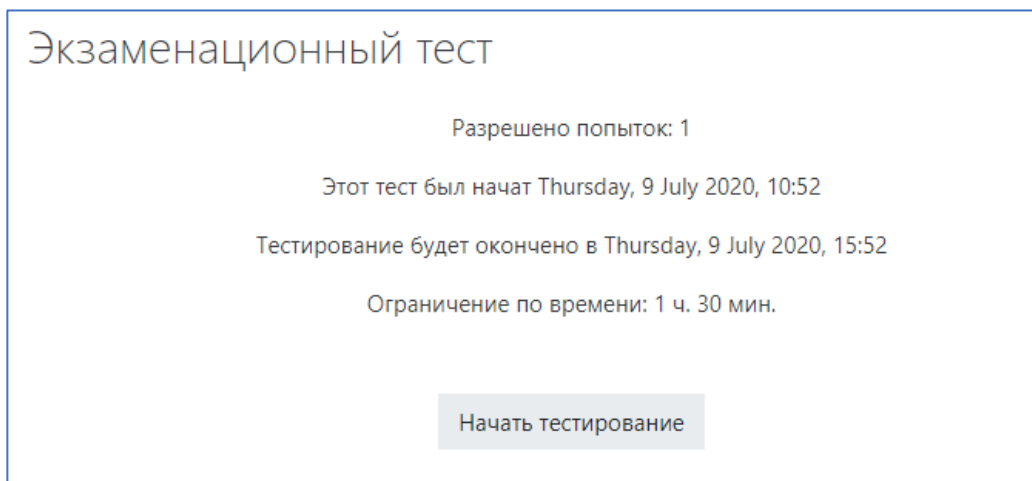 Экзаменационный тест
Разрешено попыток: 1
Этот тест был начат Thursday, 9 July 2020, 10:52
Тестирование будет окончено в Thursday, 9 July 2020, 15:52
Ограничение по времени: 1 ч. 30 мин.
Начать тестирование